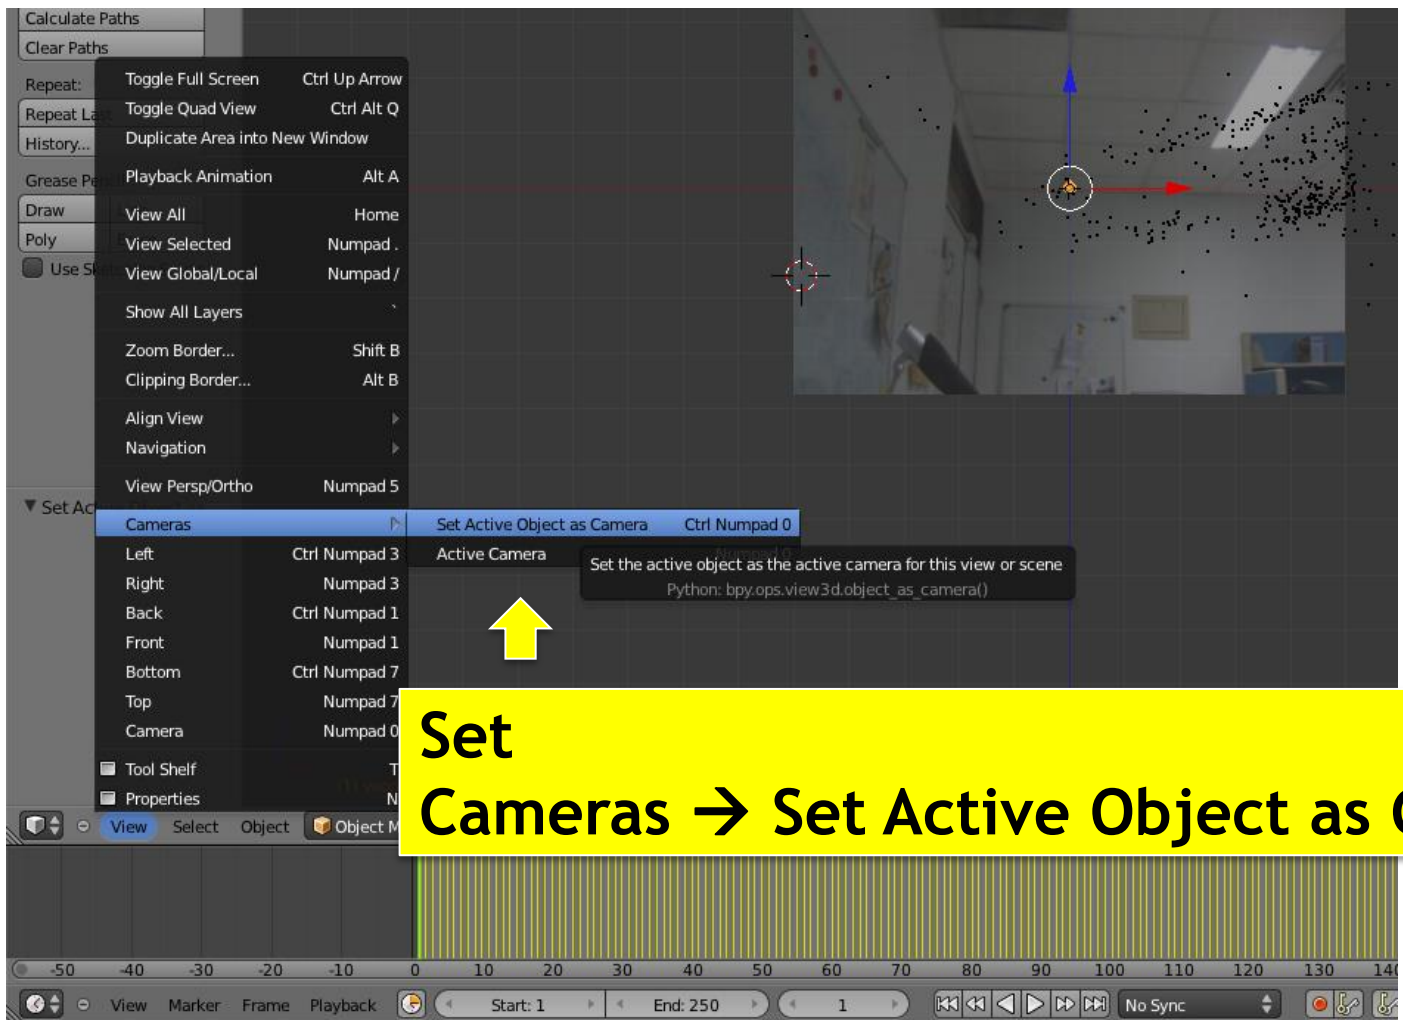 Calculate Paths
Clear Paths
Repeat:
Repeat Las
History...
Grease Pe
Draw
Poly
Use Sk
Set Ac
Toggle Full Screen Ctrl Up Arrow
Toggle Quad View Ctrl Alt Q
Duplicate Area into New Window
Playback Animation Alt A
View All Home
View Selected Numpad .
View Global/Local Numpad /
Show All Layers `
Zoom Border... Shift B
Clipping Border... Alt B
Align View
Navigation
View Persp/Ortho Numpad 5
Cameras
Left Ctrl Numpad 3
Right Numpad 3
Back Ctrl Numpad 1
Front Numpad 1
Bottom Ctrl Numpad 7
Top Numpad 7
Camera Numpad 0
Tool Shelf T
Properties N
Set Active Object as Camera Ctrl Numpad 0
Active Camera Numpad 0
Set the active object as the active camera for this view or scene
Python: bpy.ops.view3d.object_as_camera()
Set
Cameras → Set Active Object as C
View Select Object Object M
-50 -40 -30 -20 -10 0 10 20 30 40 50 60 70 80 90 100 110 120 130 140
View Marker Frame Playback Start: 1 End: 250 1 No Sync